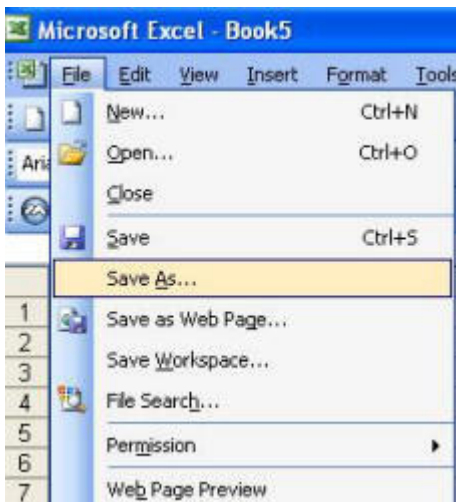 Microsoft Excel - Book5
File Edit View Insert Format Tools
New... Ctrl+N
Open... Ctrl+O
Close
Save Ctrl+S
Save As...
Save as Web Page...
Save Workspace...
File Search...
Permission
Web Page Preview
Aria
1
2
3
4
5
6
7